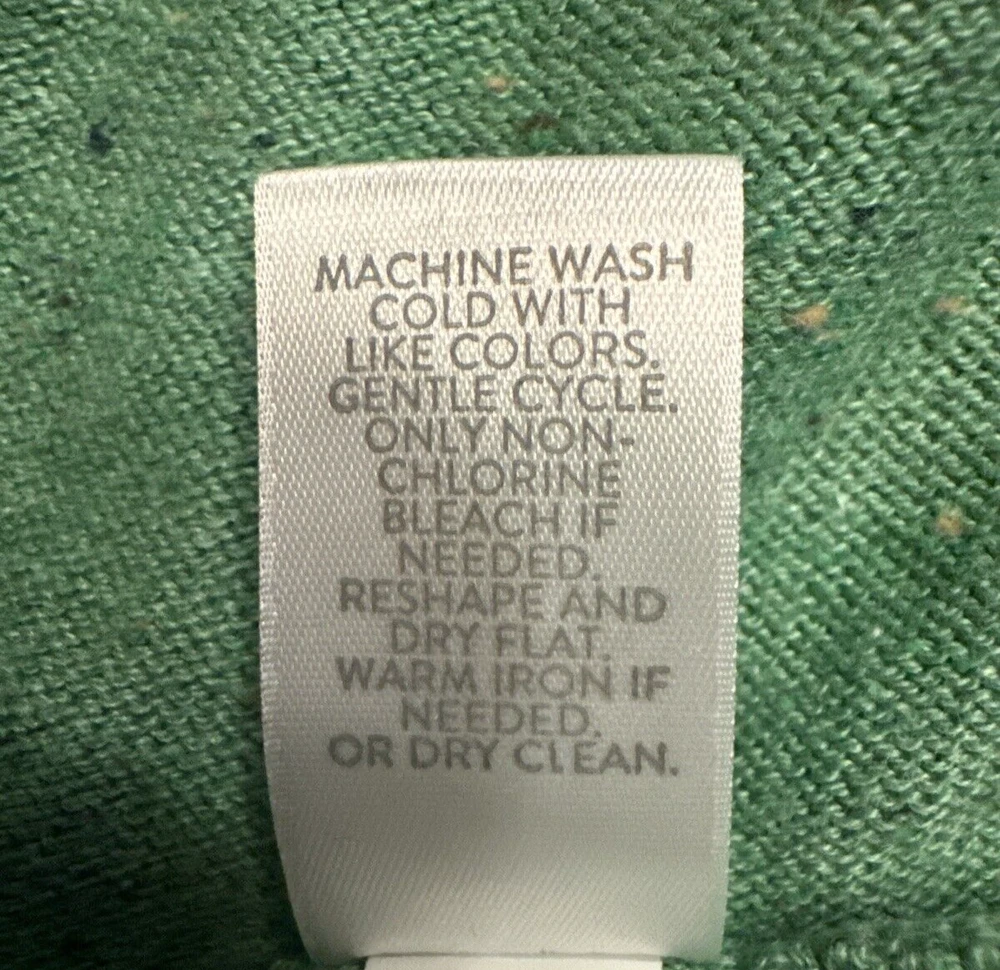 MACHINE WASH
COLD WITH
LIKE COLORS.
GENTLE CYCLE.
ONLY NON-
CHLORINE
BLEACH IF
NEEDED.
RESHAPE AND
DRY FLAT.
WARM IRON IF
NEEDED.
OR DRY CLEAN.